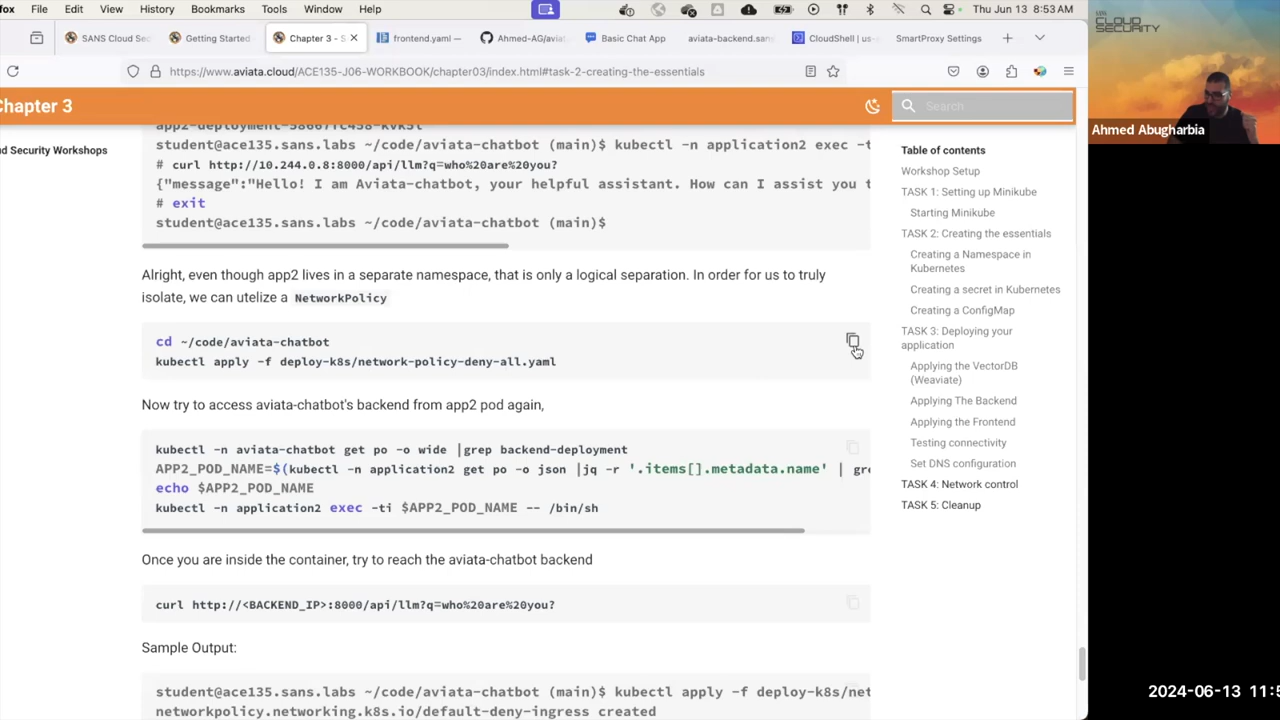 fox File Edit View History Bookmarks Tools Window Help Thu Jun 13 8:53 AM
SANS Cloud Sec
Getting Started
Chapter 3 - S
frontend.yaml —
Ahmed-AG/aviat
Basic Chat App
aviata-backend.sans
CloudShell | us-
SmartProxy Settings
https://www.aviata.cloud/ACE135-J06-WORKBOOK/chapter03/index.html#task-2-creating-the-essentials
Chapter 3
Search
d Security Workshops
student@ace135.sans.labs ~/code/aviata-chatbot (main)$ kubectl -n application2 exec -t
# curl http://10.244.0.8:8000/api/llm?q=who%20are%20you?
{"message":"Hello! I am Aviata-chatbot, your helpful assistant. How can I assist you t
# exit
student@ace135.sans.labs ~/code/aviata-chatbot (main)$
Alright, even though app2 lives in a separate namespace, that is only a logical separation. In order for us to truly
isolate, we can utelize a NetworkPolicy
cd ~/code/aviata-chatbot
kubectl apply -f deploy-k8s/network-policy-deny-all.yaml
Now try to access aviata-chatbot's backend from app2 pod again,
kubectl -n aviata-chatbot get po -o wide |grep backend-deployment
APP2_POD_NAME=$(kubectl -n application2 get po -o json |jq -r '.items[].metadata.name' | gre
echo $APP2_POD_NAME
kubectl -n application2 exec -ti $APP2_POD_NAME -- /bin/sh
Once you are inside the container, try to reach the aviata-chatbot backend
curl http://<BACKEND_IP>:8000/api/llm?q=who%20are%20you?
Sample Output:
student@ace135.sans.labs ~/code/aviata-chatbot (main)$ kubectl apply -f deploy-k8s/net
networkpolicy.networking.k8s.io/default-deny-ingress created
Table of contents
Workshop Setup
TASK 1: Setting up Minikube
Starting Minikube
TASK 2: Creating the essentials
Creating a Namespace in
Kubernetes
Creating a secret in Kubernetes
Creating a ConfigMap
TASK 3: Deploying your
application
Applying the VectorDB
(Weaviate)
Applying The Backend
Applying the Frontend
Testing connectivity
Set DNS configuration
TASK 4: Network control
TASK 5: Cleanup
CLOUD
SECURITY
Ahmed Abugharbia
2024-06-13 11:5